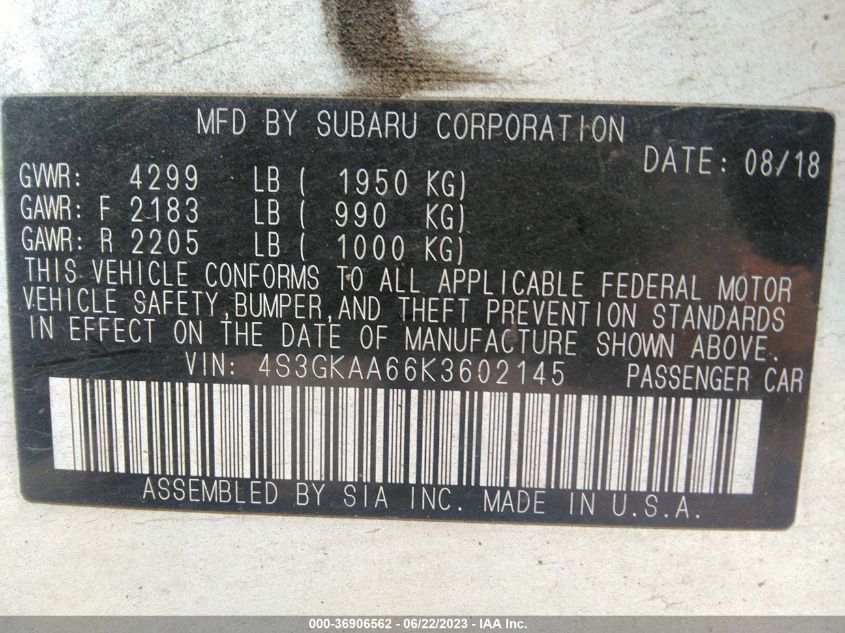 MFD BY SUBARU CORPORATION
DATE: 08/18
GVWR: 4299 LB ( 1950 KG)
GAWR: F 2183 LB ( 990 KG)
GAWR: R 2205 LB ( 1000 KG)
THIS VEHICLE CONFORMS TO ALL APPLICABLE FEDERAL MOTOR
VEHICLE SAFETY,BUMPER,AND THEFT PREVENTION STANDARDS
IN EFFECT ON THE DATE OF MANUFACTURE SHOWN ABOVE.
VIN: 4S3GKAA66K3602145 PASSENGER CAR
ASSEMBLED BY SIA INC. MADE IN U.S.A.
000-36906562 - 06/22/2023 - IAA Inc.